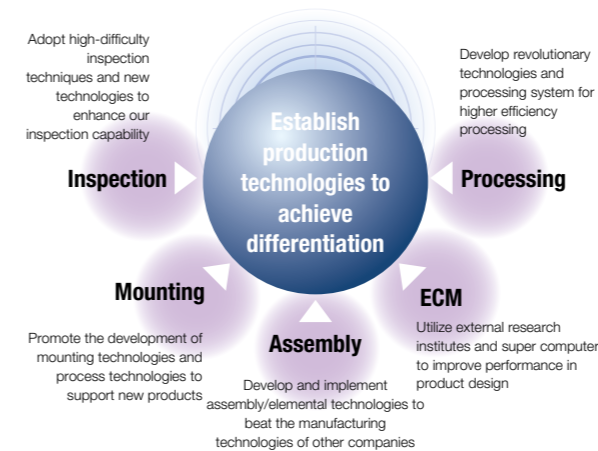 Adopt high-difficulty
inspection
techniques and new
technologies to
enhance our
inspection capability
Inspection
Establish
production
technologies to
achieve
differentiation
Develop revolutionary
technologies and
processing system for
higher efficiency
processing
Processing
Mounting
Promote the development of
mounting technologies and
process technologies to
support new products
Assembly
Develop and implement
assembly/elemental technologies to
beat the manufacturing
technologies of other companies
ECM
Utilize external research
institutes and super computer
to improve performance in
product design